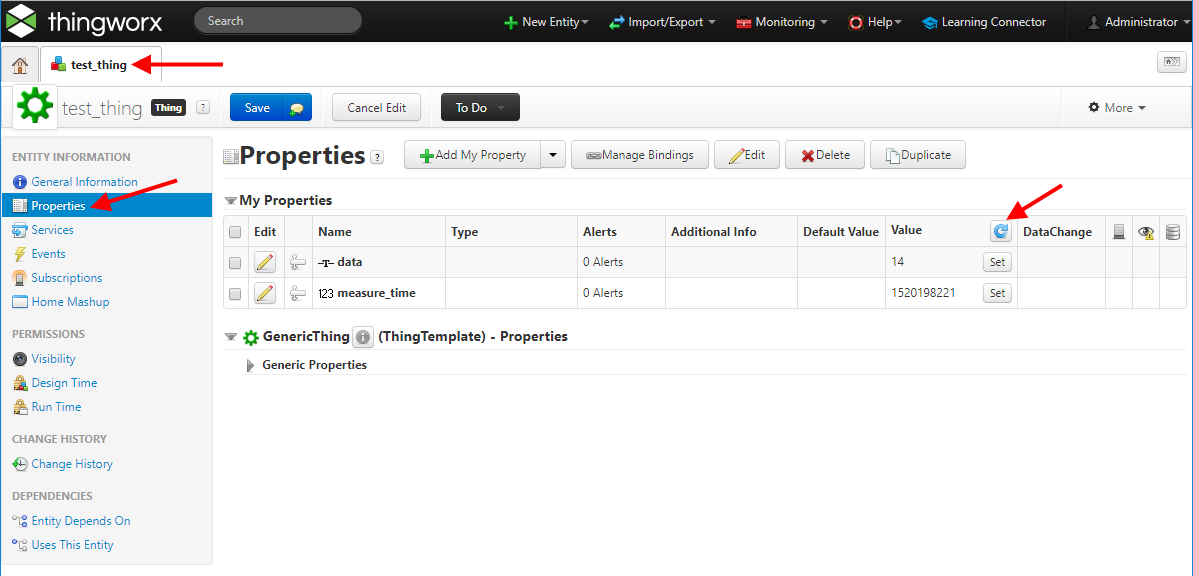 thingworx Search New Entity Import/Export Monitoring Help Learning Connector Administrator
test_thing
test_thing Thing ? Save Cancel Edit To Do More
ENTITY INFORMATION
General Information
Properties
Services
Events
Subscriptions
Home Mashup
PERMISSIONS
Visibility
Design Time
Run Time
CHANGE HISTORY
Change History
DEPENDENCIES
Entity Depends On
Uses This Entity
Properties ? Add My Property Manage Bindings Edit Delete Duplicate
My Properties
Edit Name Type Alerts Additional Info Default Value Value DataChange
T data 0 Alerts 14 Set
123 measure_time 0 Alerts 1520198221 Set
GenericThing i (ThingTemplate) - Properties
Generic Properties